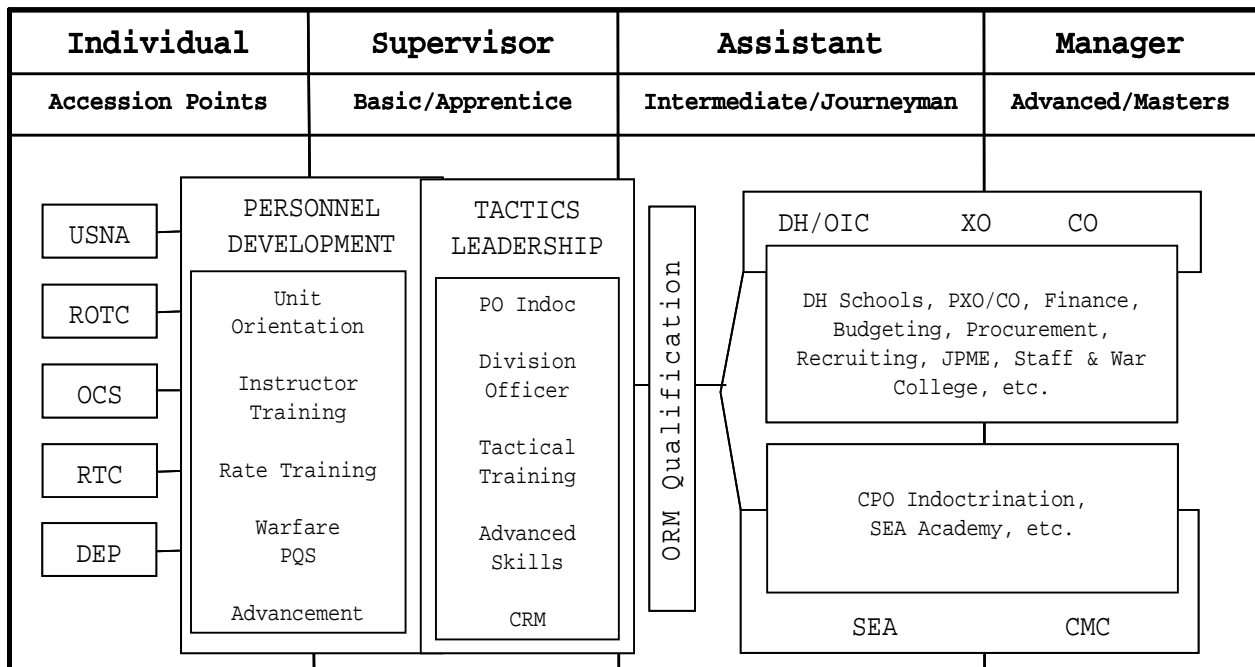 Individual
Supervisor
Assistant
Manager
Accession Points
Basic/Apprentice
Intermediate/Journeyman
Advanced/Masters
USNA
ROTC
OCS
RTC
DEP
PERSONNEL
DEVELOPMENT
Unit
Orientation
Instructor
Training
Rate Training
Warfare
PQS
Advancement
TACTICS
LEADERSHIP
PO Indoc
Division
Officer
Tactical
Training
Advanced
Skills
CRM
ORM Qualification
DH/OIC XO CO
DH Schools, PXO/CO, Finance,
Budgeting, Procurement,
Recruiting, JPME, Staff & War
College, etc.
CPO Indoctrination,
SEA Academy, etc.
SEA CMC